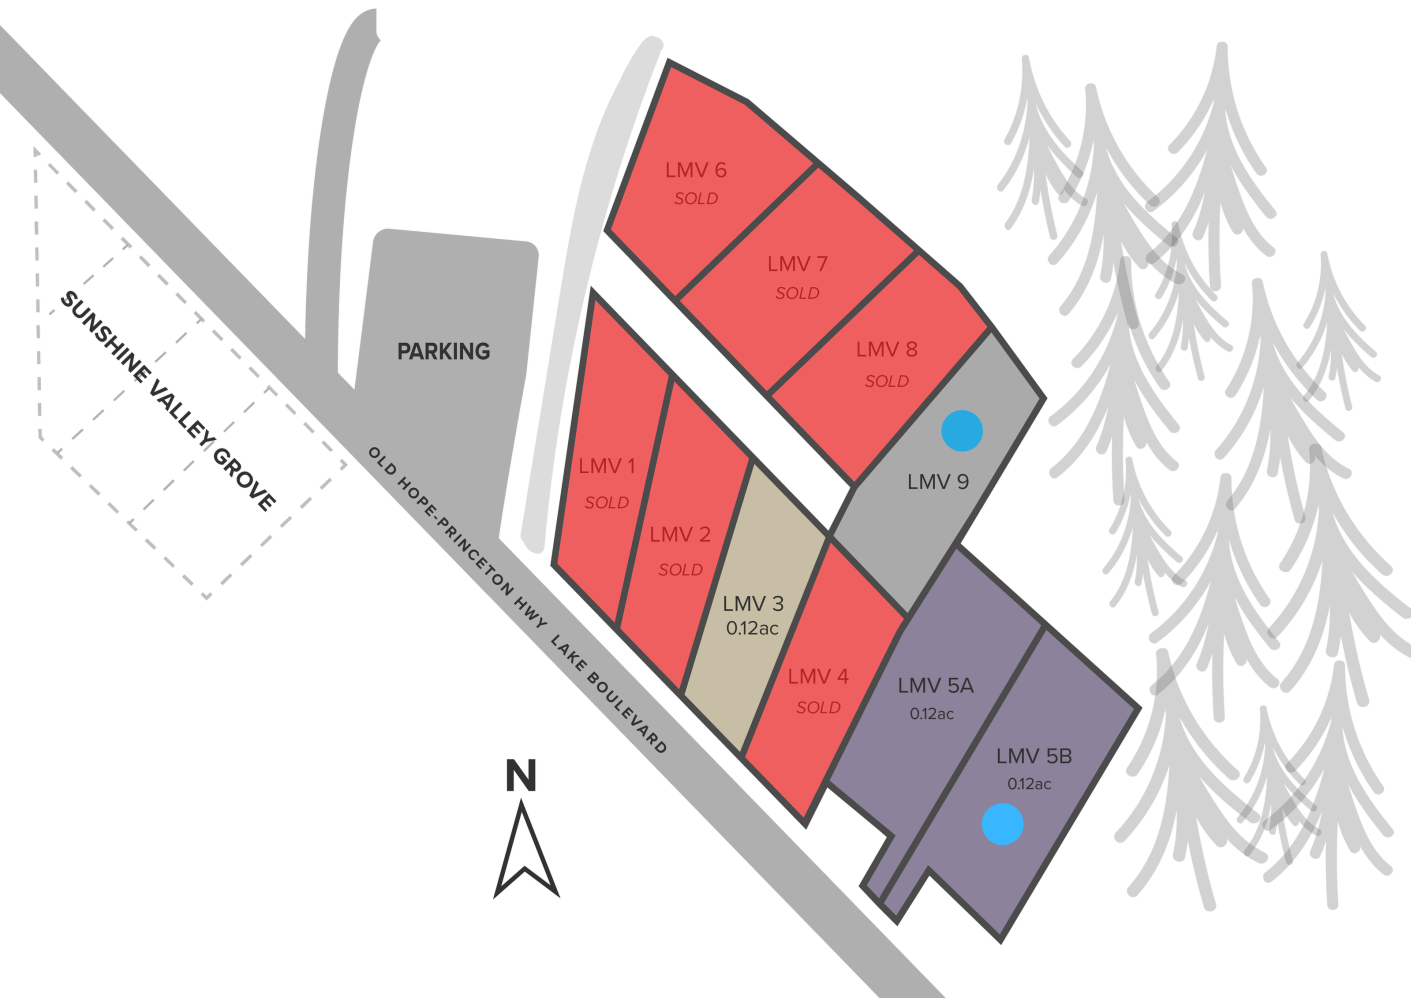 LMV 6
SOLD
LMV 7
SOLD
LMV 8
SOLD
LMV 9
PARKING
SUNSHINE VALLEY GROVE
LMV 1
SOLD
LMV 2
SOLD
LMV 3
0.12ac
LMV 4
SOLD
LMV 5A
0.12ac
LMV 5B
0.12ac
OLD HOPE-PRINCETON HWY LAKE BOULEVARD
N